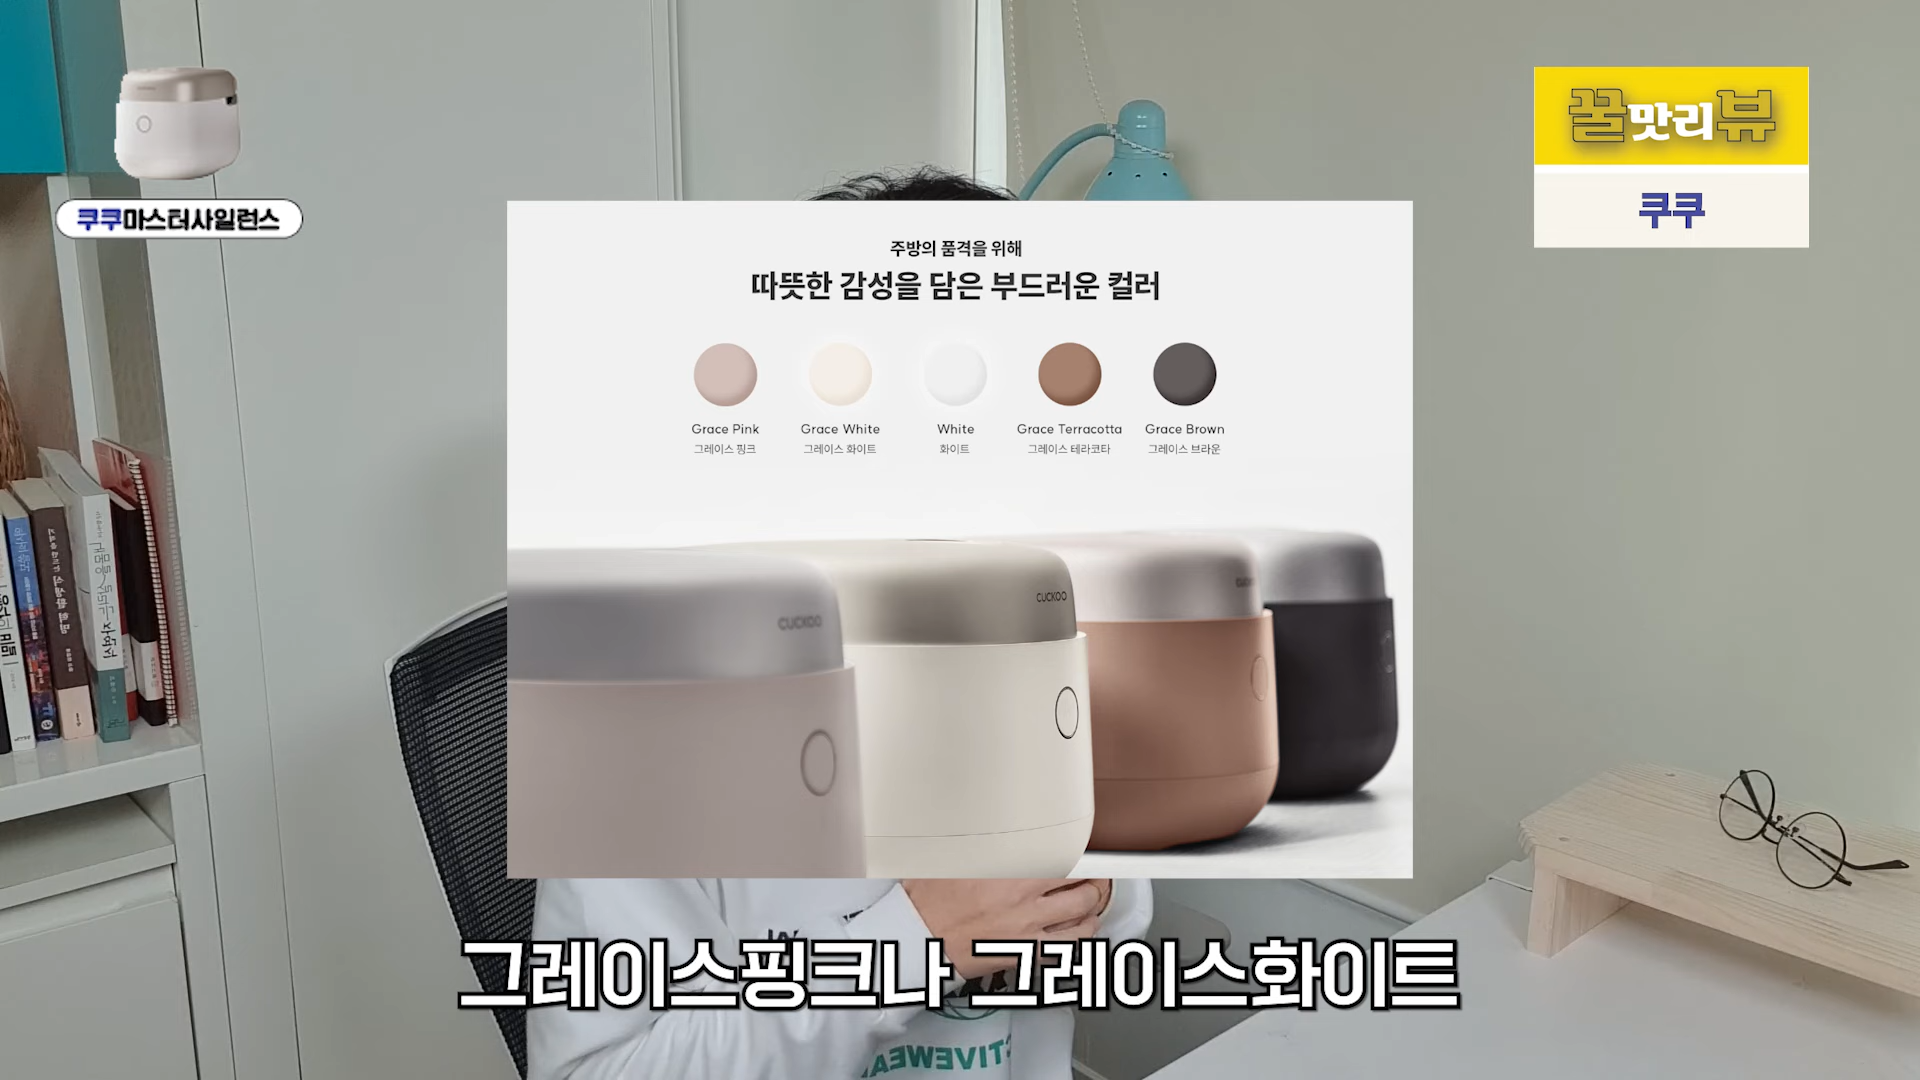 쿠쿠마스터사일런스
꿀맛리뷰
쿠쿠
주방의 품격을 위해
따뜻한 감성을 담은 부드러운 컬러
Grace Pink
그레이스 핑크
Grace White
그레이스 화이트
White
화이트
Grace Terracotta
그레이스 테라코타
Grace Brown
그레이스 브라운
CUCKOO
CUCKOO
CUCKOO
그레이스핑크나 그레이스화이트